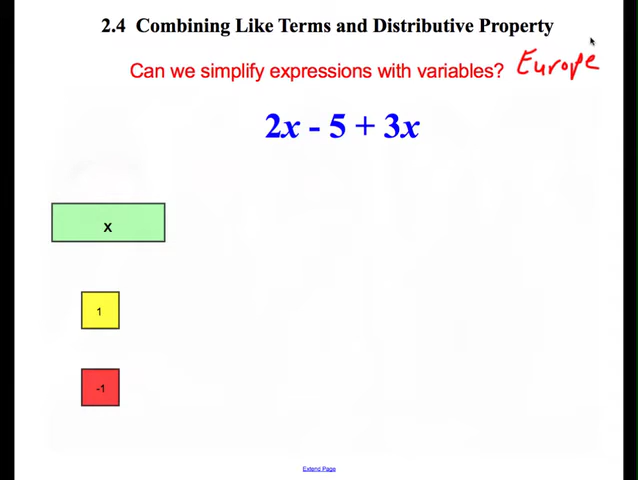 2.4 Combining Like Terms and Distributive Property
Can we simplify expressions with variables? Europe
2x - 5 + 3x
x
1
-1
Extend Page